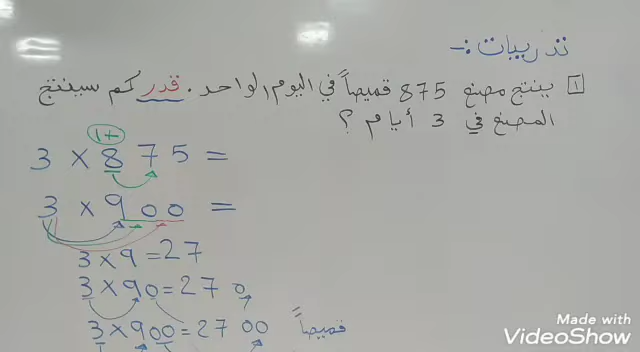 تدريبات :-
١ ينتج مصنع 875 قميصاً في اليوم الواحد . قدر كم سينتج
المصنع في 3 أيام ؟
1+
3 × 875 =
3 × 900 =
3 × 9 = 27
3 × 90 = 270
3 × 900 = 2700 قميصاً
Made with
VideoShow